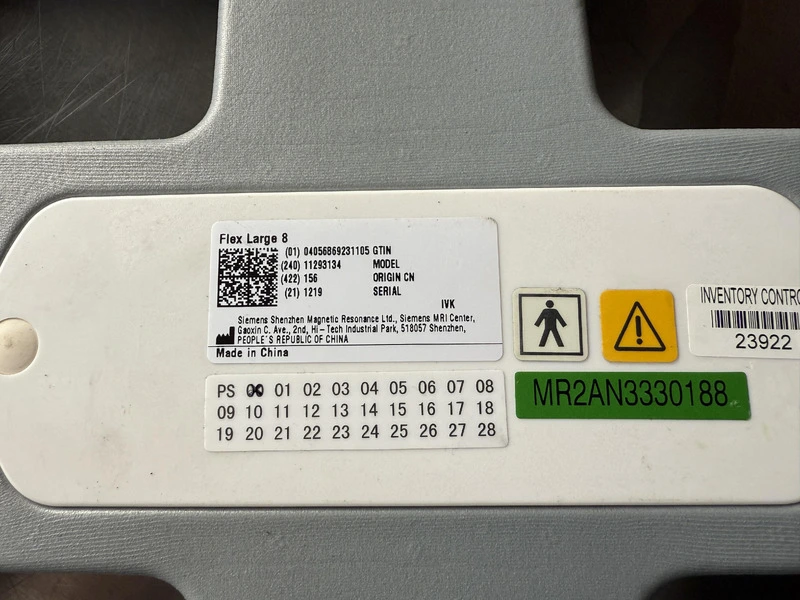 Flex Large 8
(01) 04056869231105 GTIN
(240) 11293134 MODEL
(422) 156 ORIGIN CN
(21) 1219 SERIAL
IVK
Siemens Shenzhen Magnetic Resonance Ltd., Siemens MRI Center,
Gaoxin C. Ave., 2nd, Hi-Tech Industrial Park, 518057 Shenzhen,
PEOPLE'S REPUBLIC OF CHINA
Made in China
PS 01 02 03 04 05 06 07 08
09 10 11 12 13 14 15 16 17 18
19 20 21 22 23 24 25 26 27 28
MR2AN3330188
INVENTORY CONTRO
23922